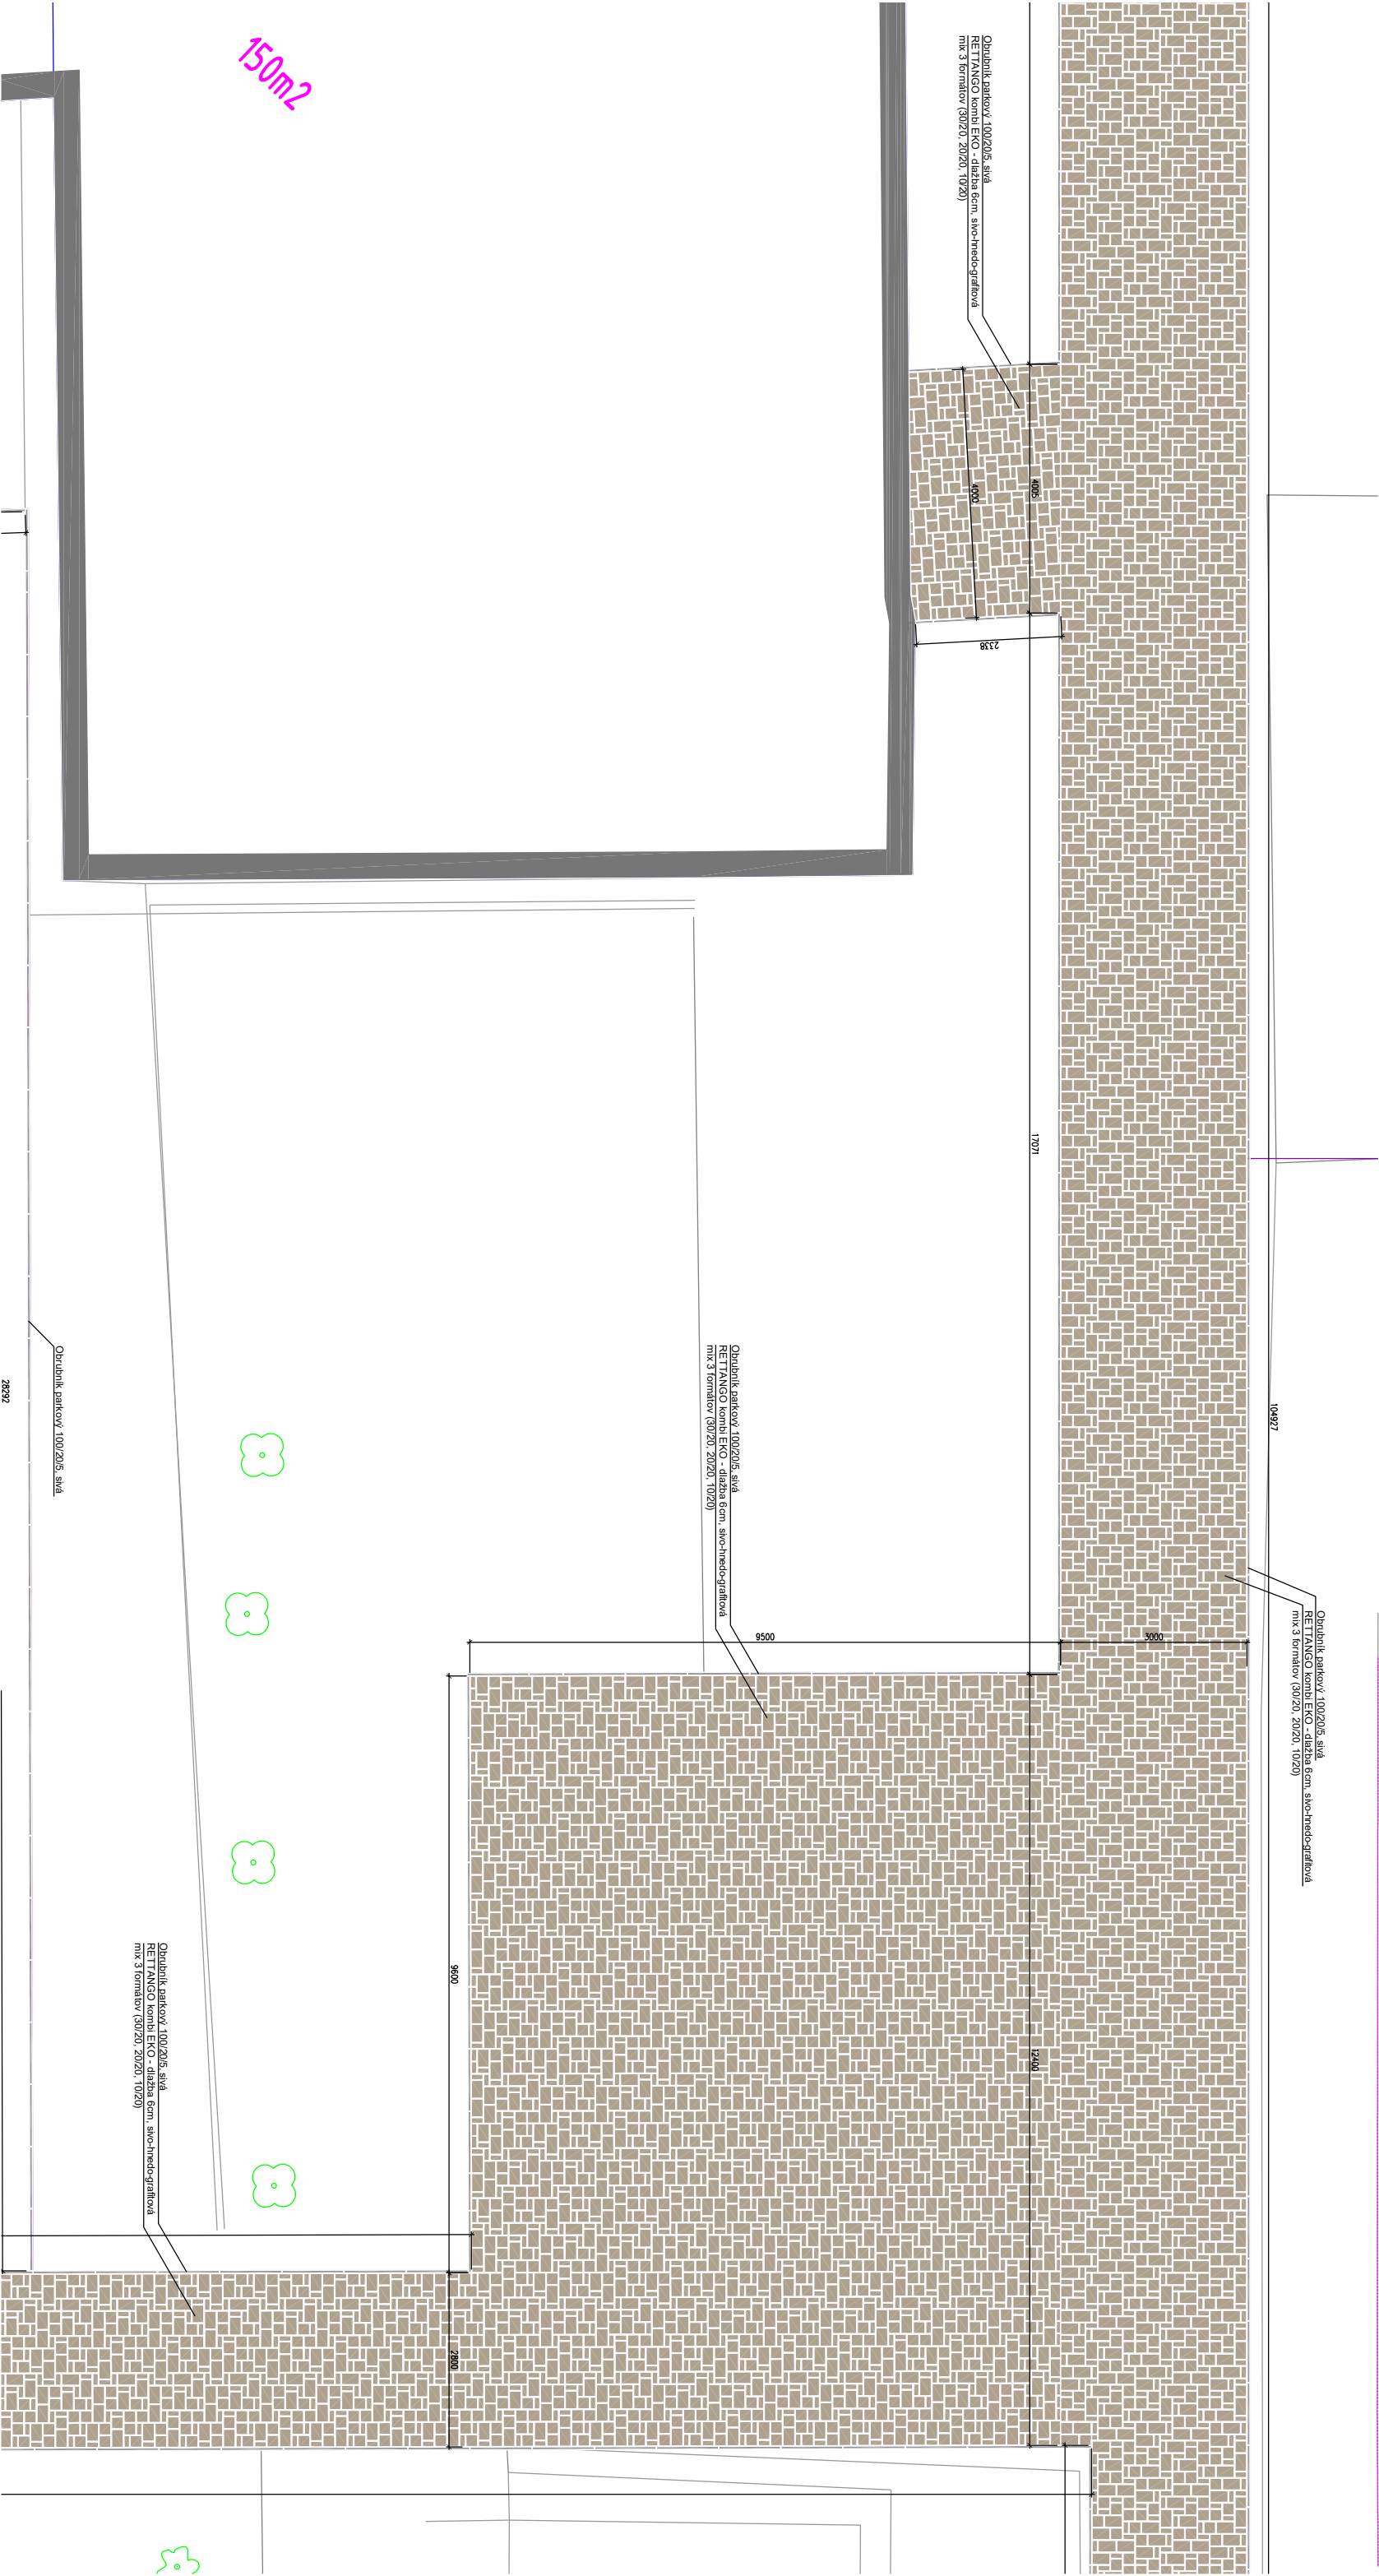 150m2
Obrubník parkový 100/20/5, sivá
RETTANGO kombi EKO - dlažba 6cm, sivo-hnedo-grafitová
mix 3 formátov (30/20, 20/20, 10/20)
4005
4000
2338
17071
104927
Obrubník parkový 100/20/5, sivá
RETTANGO kombi EKO - dlažba 6cm, sivo-hnedo-grafitová
mix 3 formátov (30/20, 20/20, 10/20)
Obrubník parkový 100/20/5, sivá
RETTANGO kombi EKO - dlažba 6cm, sivo-hnedo-grafitová
mix 3 formátov (30/20, 20/20, 10/20)
Obrubník parkový 100/20/5, sivá
28292
9500
3000
9600
12400
Obrubník parkový 100/20/5, sivá
RETTANGO kombi EKO - dlažba 6cm, sivo-hnedo-grafitová
mix 3 formátov (30/20, 20/20, 10/20)
2800